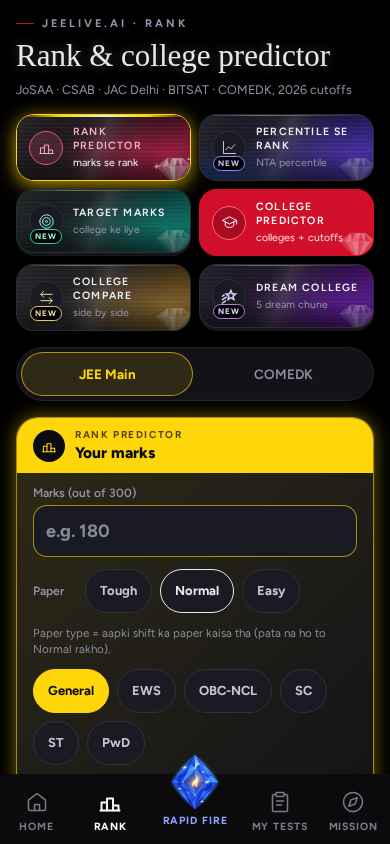 JEELIVE.AI · RANK
Rank & college predictor
JoSAA · CSAB · JAC Delhi · BITSAT · COMEDK, 2026 cutoffs
RANK PREDICTOR
marks se rank
PERCENTILE SE RANK
NTA percentile
NEW
TARGET MARKS
college ke liye
NEW
COLLEGE PREDICTOR
colleges + cutoffs
COLLEGE COMPARE
side by side
NEW
DREAM COLLEGE
5 dream chune
NEW
JEE Main
COMEDK
RANK PREDICTOR
Your marks
Marks (out of 300)
e.g. 180
Paper
Tough
Normal
Easy
Paper type = aapki shift ka paper kaisa tha (pata na ho to
Normal rakho).
General
EWS
OBC-NCL
SC
ST
PwD
HOME
RANK
RAPID FIRE
MY TESTS
MISSION